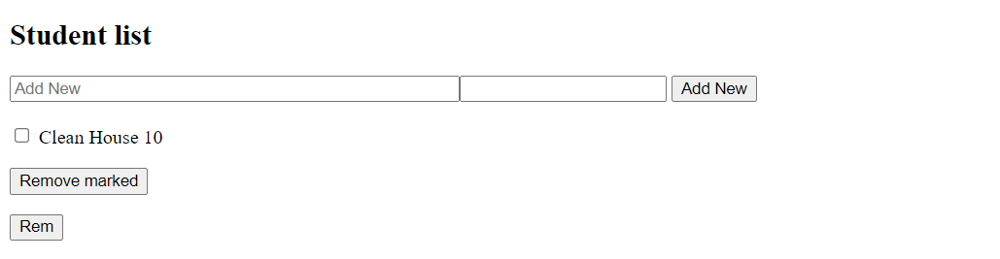 Student list
Add New Add New
Clean House 10
Remove marked
Rem